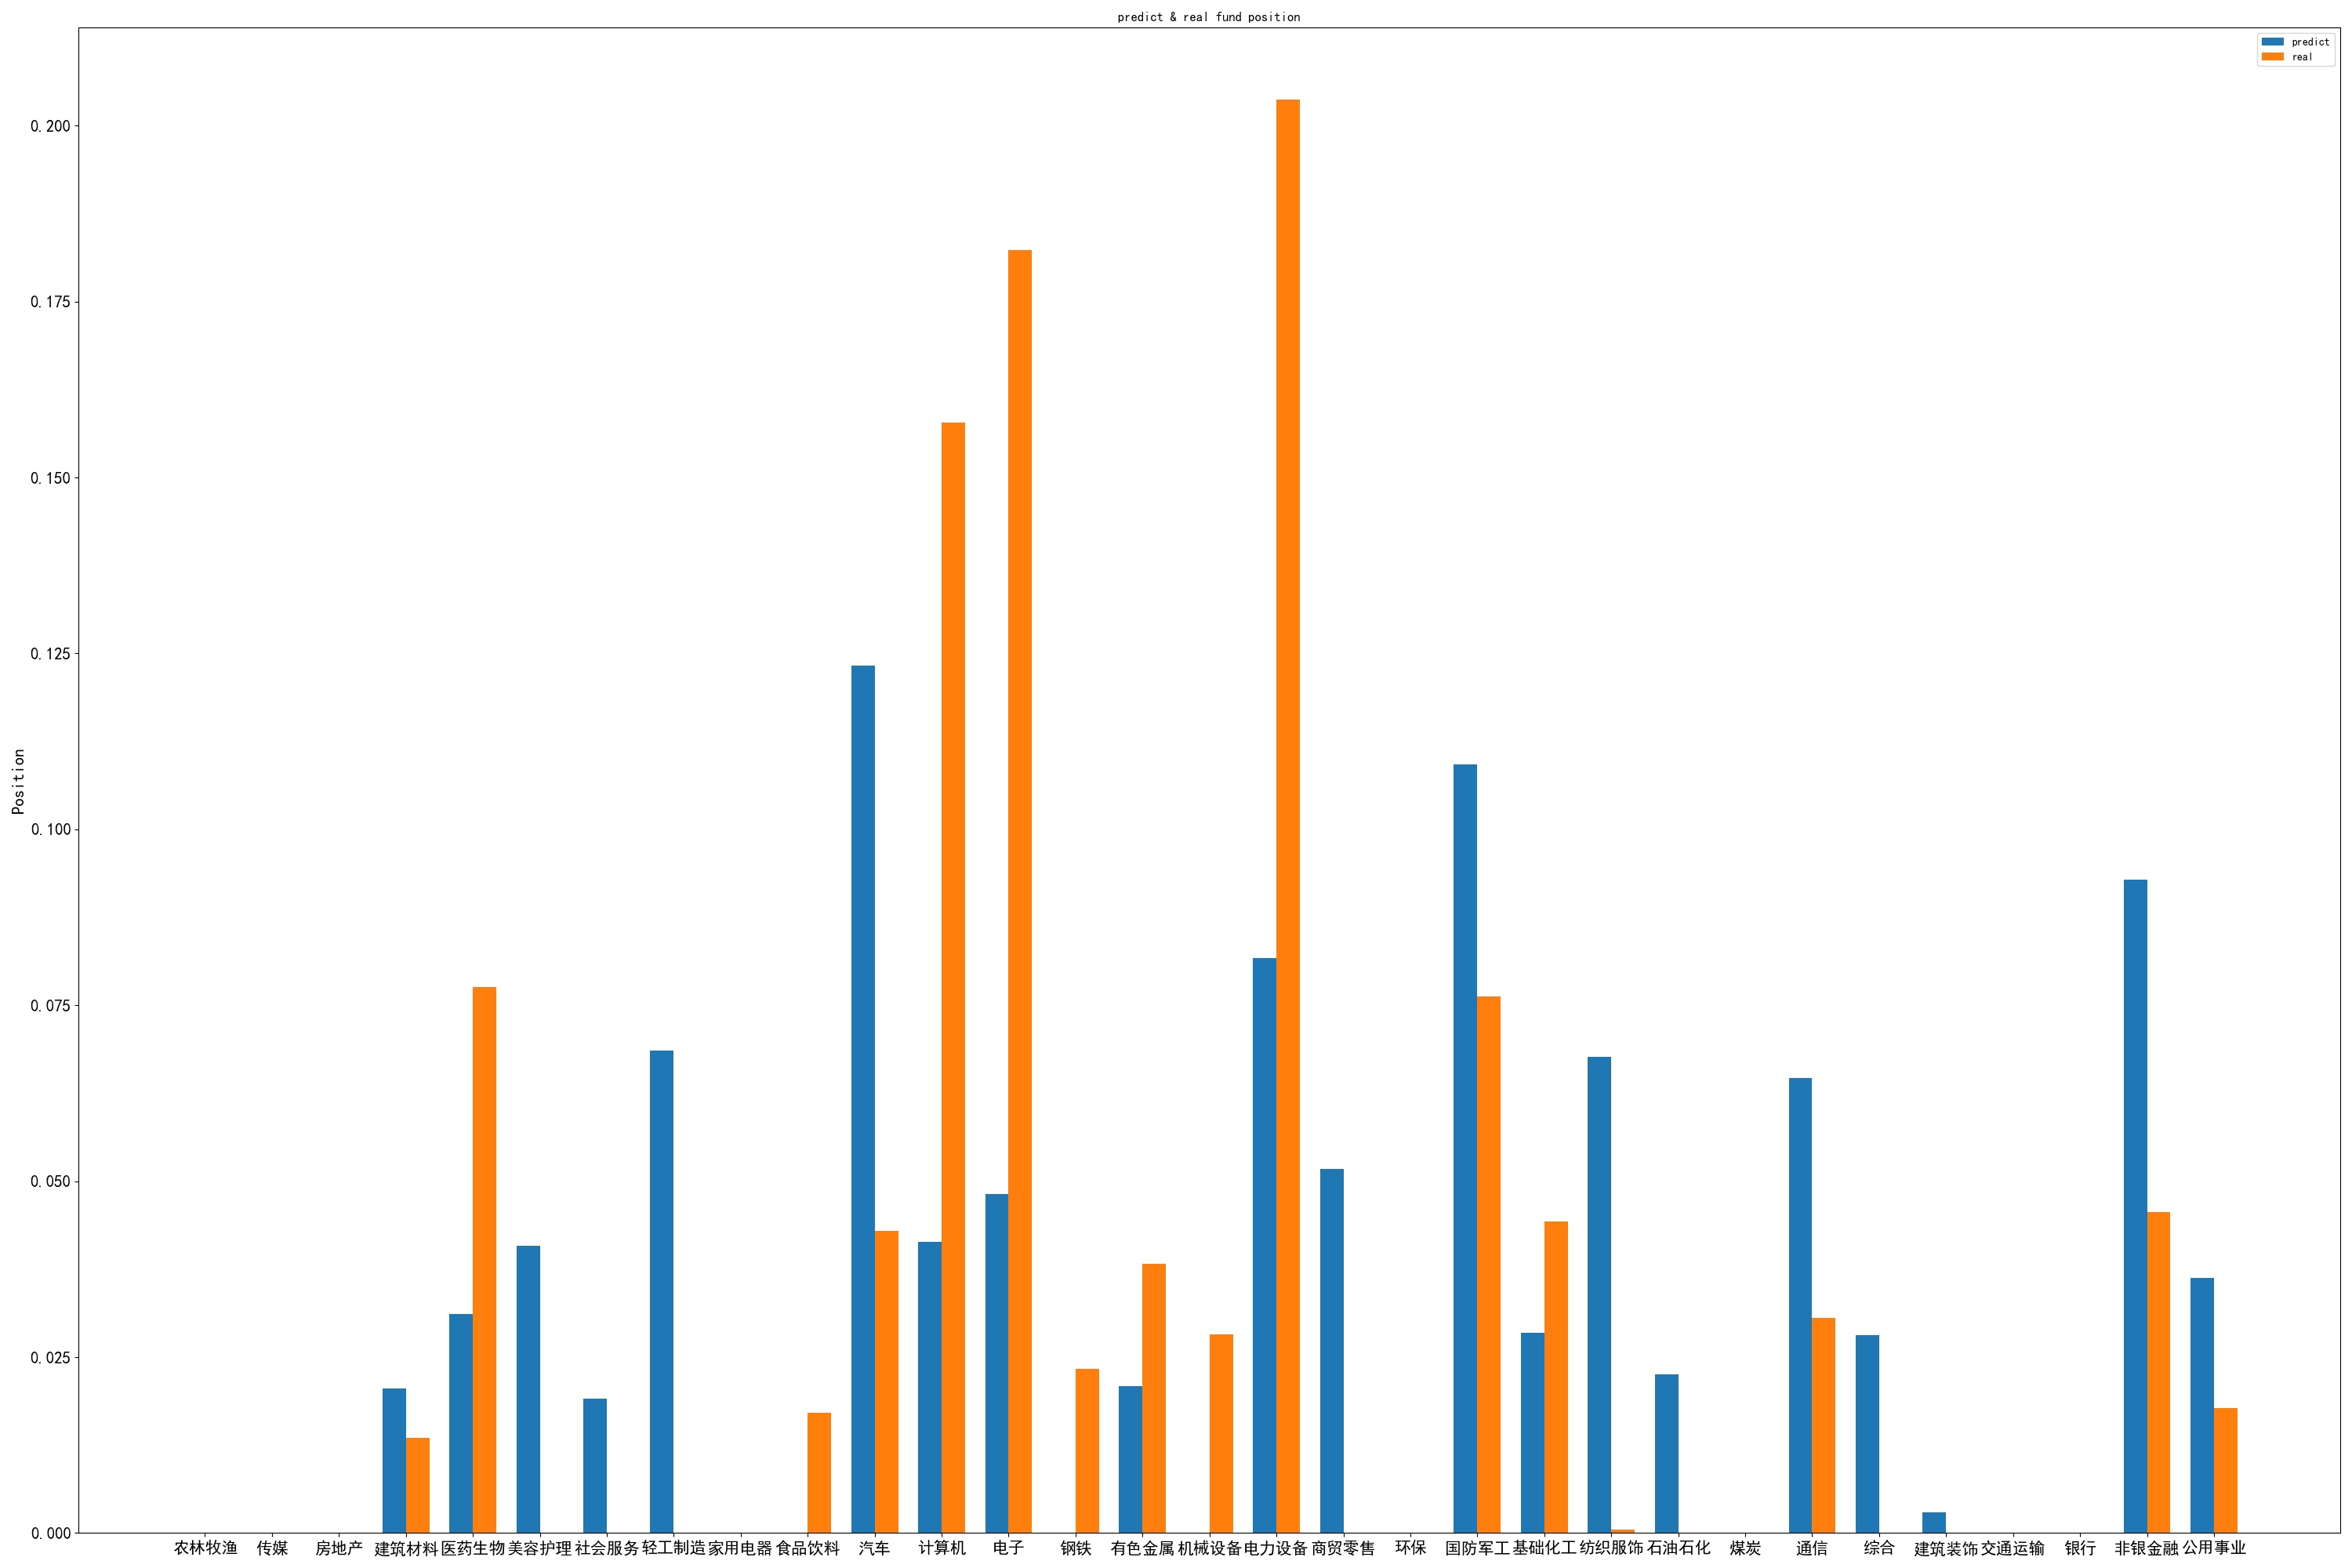 predict & real fund position
predict
real
0.200
0.175
0.150
0.125
0.100
0.075
0.050
0.025
0.000
Position
农林牧渔 传媒 房地产 建筑材料 医药生物 美容护理 社会服务 轻工制造 家用电器 食品饮料 汽车 计算机 电子 钢铁 有色金属 机械设备 电力设备 商贸零售 环保 国防军工 基础化工 纺织服饰 石油石化 煤炭 通信 综合 建筑装饰 交通运输 银行 非银金融 公用事业